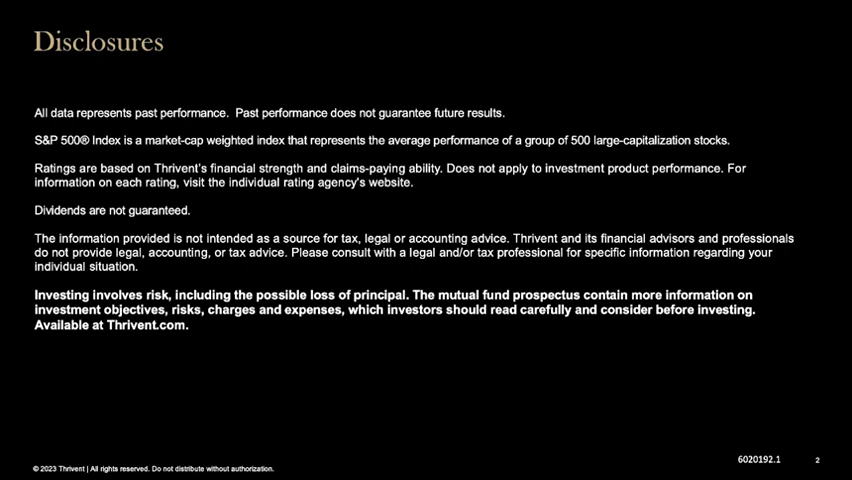 Disclosures
All data represents past performance.  Past performance does not guarantee future results.
S&P 500® Index is a market-cap weighted index that represents the average performance of a group of 500 large-capitalization stocks.
Ratings are based on Thrivent's financial strength and claims-paying ability. Does not apply to investment product performance. For
information on each rating, visit the individual rating agency's website.
Dividends are not guaranteed.
The information provided is not intended as a source for tax, legal or accounting advice. Thrivent and its financial advisors and professionals
do not provide legal, accounting, or tax advice. Please consult with a legal and/or tax professional for specific information regarding your
individual situation.
Investing involves risk, including the possible loss of principal. The mutual fund prospectus contain more information on
investment objectives, risks, charges and expenses, which investors should read carefully and consider before investing.
Available at Thrivent.com.
6020192.1
2
© 2023 Thrivent | All rights reserved. Do not distribute without authorization.